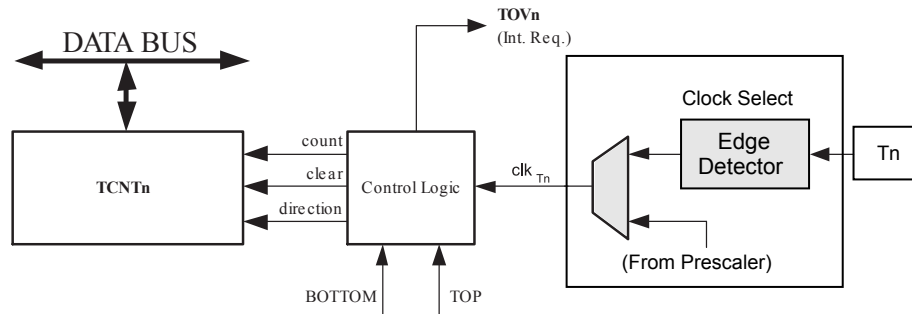 TOVn
(Int. Req.)
DATA BUS
Clock Select
Edge
Detector
Tn
TCNTn
count
clear
direction
Control Logic
clk Tn
(From Prescaler)
BOTTOM
TOP